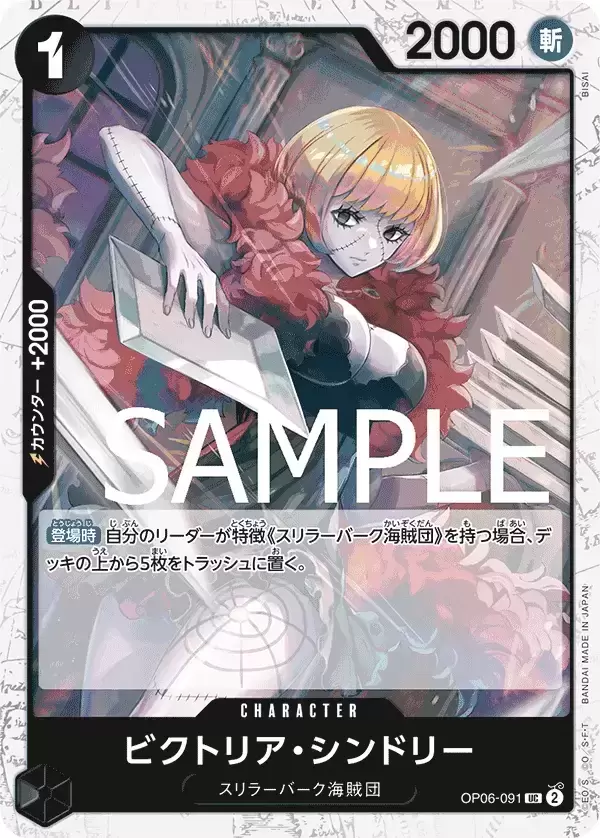 1
2000
斬
BISAI
カウンター +2000
SAMPLE
登場時 自分のリーダーが特徴《スリラーバーク海賊団》を持つ場合、デ
ッキの上から5枚をトラッシュに置く。
CHARACTER
ビクトリア・シンドリー
スリラーバーク海賊団
OP06-091 UC 2
©E.O./S. ©O./S.・F.T BANDAI MADE IN JAPAN